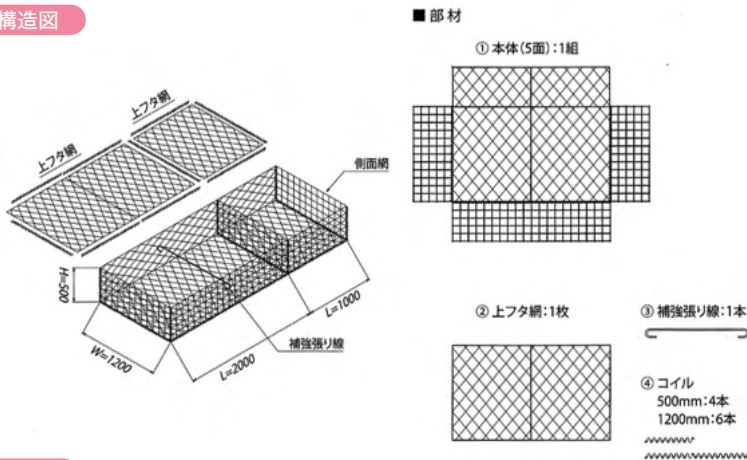 構造図
上フタ網
上フタ網
側面網
H=500
W=1200
L=2000
L=1000
補強張り線
■部材
①本体(5面):1組
②上フタ網:1枚
③補強張り線:1本
④コイル
500mm:4本
1200mm:6本